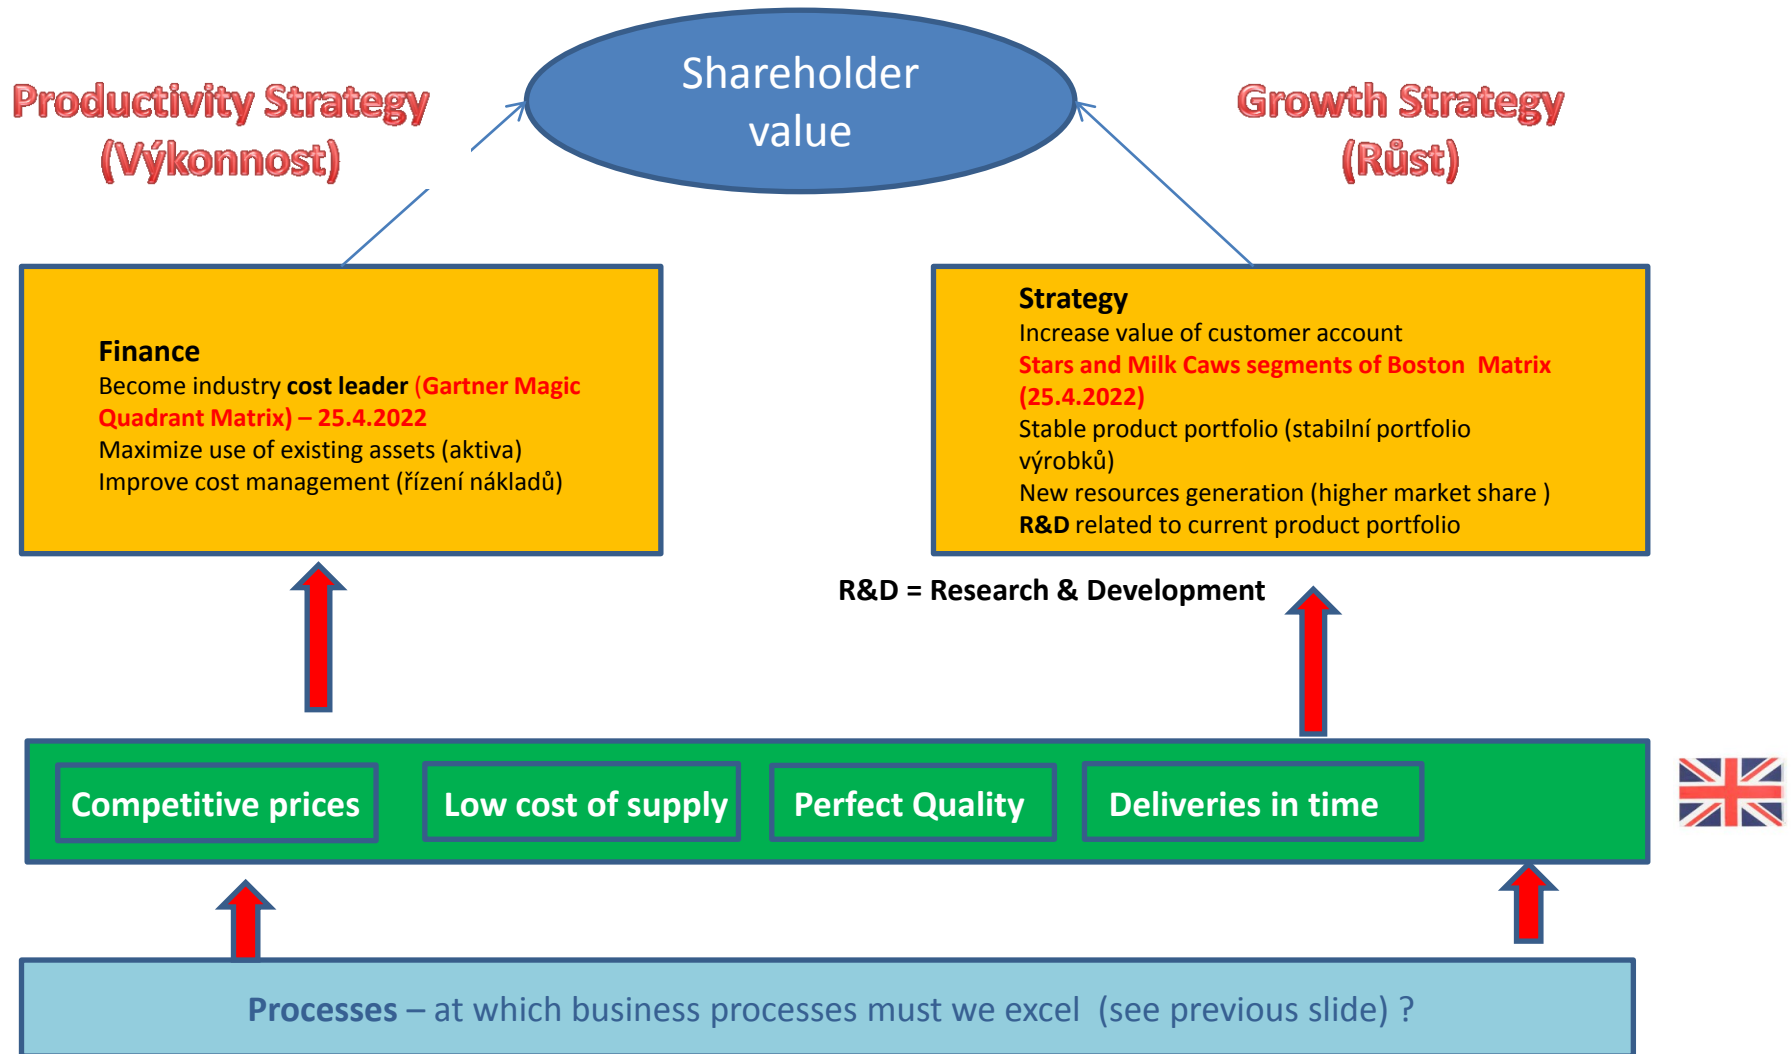 Shareholder
value
Productivity Strategy
(Výkonnost)
Growth Strategy
(Růst)
Finance
Become industry cost leader (Gartner Magic
Quadrant Matrix) – 25.4.2022
Maximize use of existing assets (aktiva)
Improve cost management (řízení nákladů)
Strategy
Increase value of customer account
Stars and Milk Caws segments of Boston  Matrix
(25.4.2022)
Stable product portfolio (stabilní portfolio
výrobků)
New resources generation (higher market share )
R&D related to current product portfolio
R&D = Research & Development
Competitive prices
Low cost of supply
Perfect Quality
Deliveries in time
Processes – at which business processes must we excel  (see previous slide) ?